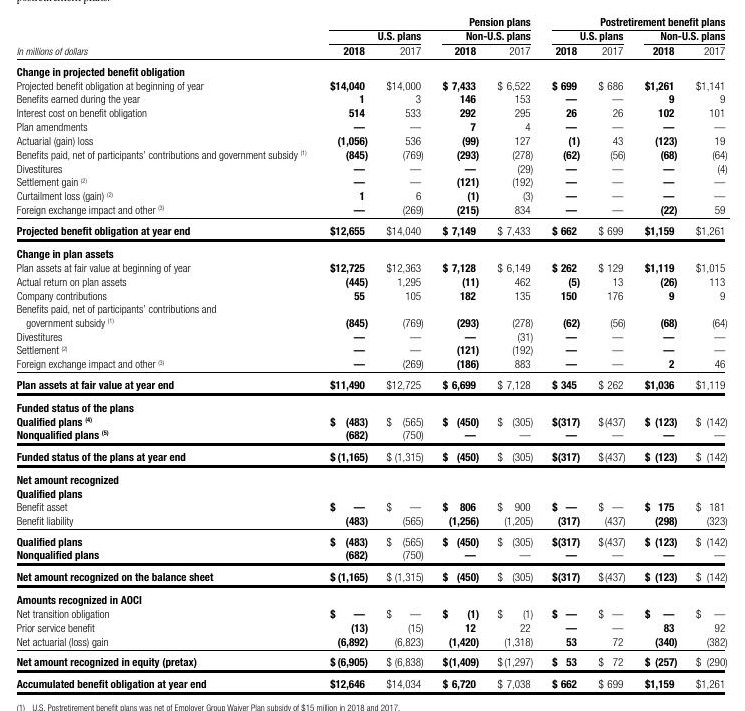 Pension plans Postretirement benefit plans
U.S. plans Non-U.S. plans U.S. plans Non-U.S. plans
In millions of dollars 2018 2017 2018 2017 2018 2017 2018 2017
Change in projected benefit obligation
Projected benefit obligation at beginning of year $14,040 $14,000 $ 7,433 $ 6,522 $ 699 $ 686 $1,261 $1,141
Benefits earned during the year 1 3 146 153 — — 9 9
Interest cost on benefit obligation 514 533 292 295 26 26 102 101
Plan amendments — — 7 4 — — — —
Actuarial (gain) loss (1,056) 536 (99) 127 (1) 43 (123) 19
Benefits paid, net of participants' contributions and government subsidy (1) (845) (769) (293) (278) (62) (56) (68) (64)
Divestitures — — — (29) — — — (4)
Settlement gain (2) — — (121) (192) — — — —
Curtailment loss (gain) (2) 1 6 (1) (3) — — — —
Foreign exchange impact and other (3) — (269) (215) 834 — — (22) 59
Projected benefit obligation at year end $12,655 $14,040 $ 7,149 $ 7,433 $ 662 $ 699 $1,159 $1,261
Change in plan assets
Plan assets at fair value at beginning of year $12,725 $12,363 $ 7,128 $ 6,149 $ 262 $ 129 $1,119 $1,015
Actual return on plan assets (445) 1,295 (11) 462 (5) 13 (26) 113
Company contributions 55 105 182 135 150 176 9 9
Benefits paid, net of participants' contributions and
government subsidy (1) (845) (769) (293) (278) (62) (56) (68) (64)
Divestitures — — — (31) — — — —
Settlement (2) — — (121) (192) — — — —
Foreign exchange impact and other (3) — (269) (186) 883 — — 2 46
Plan assets at fair value at year end $11,490 $12,725 $ 6,699 $ 7,128 $ 345 $ 262 $1,036 $1,119
Funded status of the plans
Qualified plans (4) $ (483) $ (565) $ (450) $ (305) $(317) $(437) $ (123) $ (142)
Nonqualified plans (5) (682) (750) — — — — — —
Funded status of the plans at year end $ (1,165) $ (1,315) $ (450) $ (305) $(317) $(437) $ (123) $ (142)
Net amount recognized
Qualified plans
Benefit asset $ — $ — $ 806 $ 900 $ — $ — $ 175 $ 181
Benefit liability (483) (565) (1,256) (1,205) (317) (437) (298) (323)
Qualified plans $ (483) $ (565) $ (450) $ (305) $(317) $(437) $ (123) $ (142)
Nonqualified plans (682) (750) — — — — — —
Net amount recognized on the balance sheet $ (1,165) $ (1,315) $ (450) $ (305) $(317) $(437) $ (123) $ (142)
Amounts recognized in AOCI
Net transition obligation $ — $ — $ (1) $ (1) $ — $ — $ — $ —
Prior service benefit (13) (15) 12 22 — — 83 92
Net actuarial (loss) gain (6,892) (6,823) (1,420) (1,318) 53 72 (340) (382)
Net amount recognized in equity (pretax) $ (6,905) $ (6,838) $(1,409) $(1,297) $ 53 $ 72 $ (257) $ (290)
Accumulated benefit obligation at year end $12,646 $14,034 $ 6,720 $ 7,038 $ 662 $ 699 $1,159 $1,261
(1) U.S. Postretirement benefit plans was net of Employer Group Waiver Plan subsidy of $15 million in 2018 and 2017.